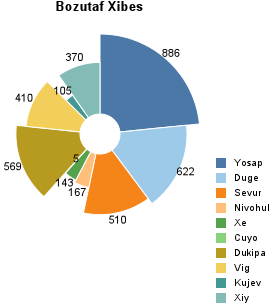 Bozutaf Xibes
886
622
510
167
143
5
569
410
105
370
Yosap
Duge
Sevur
Nivohul
Xe
Cuyo
Dukipa
Vig
Kujev
Xiy